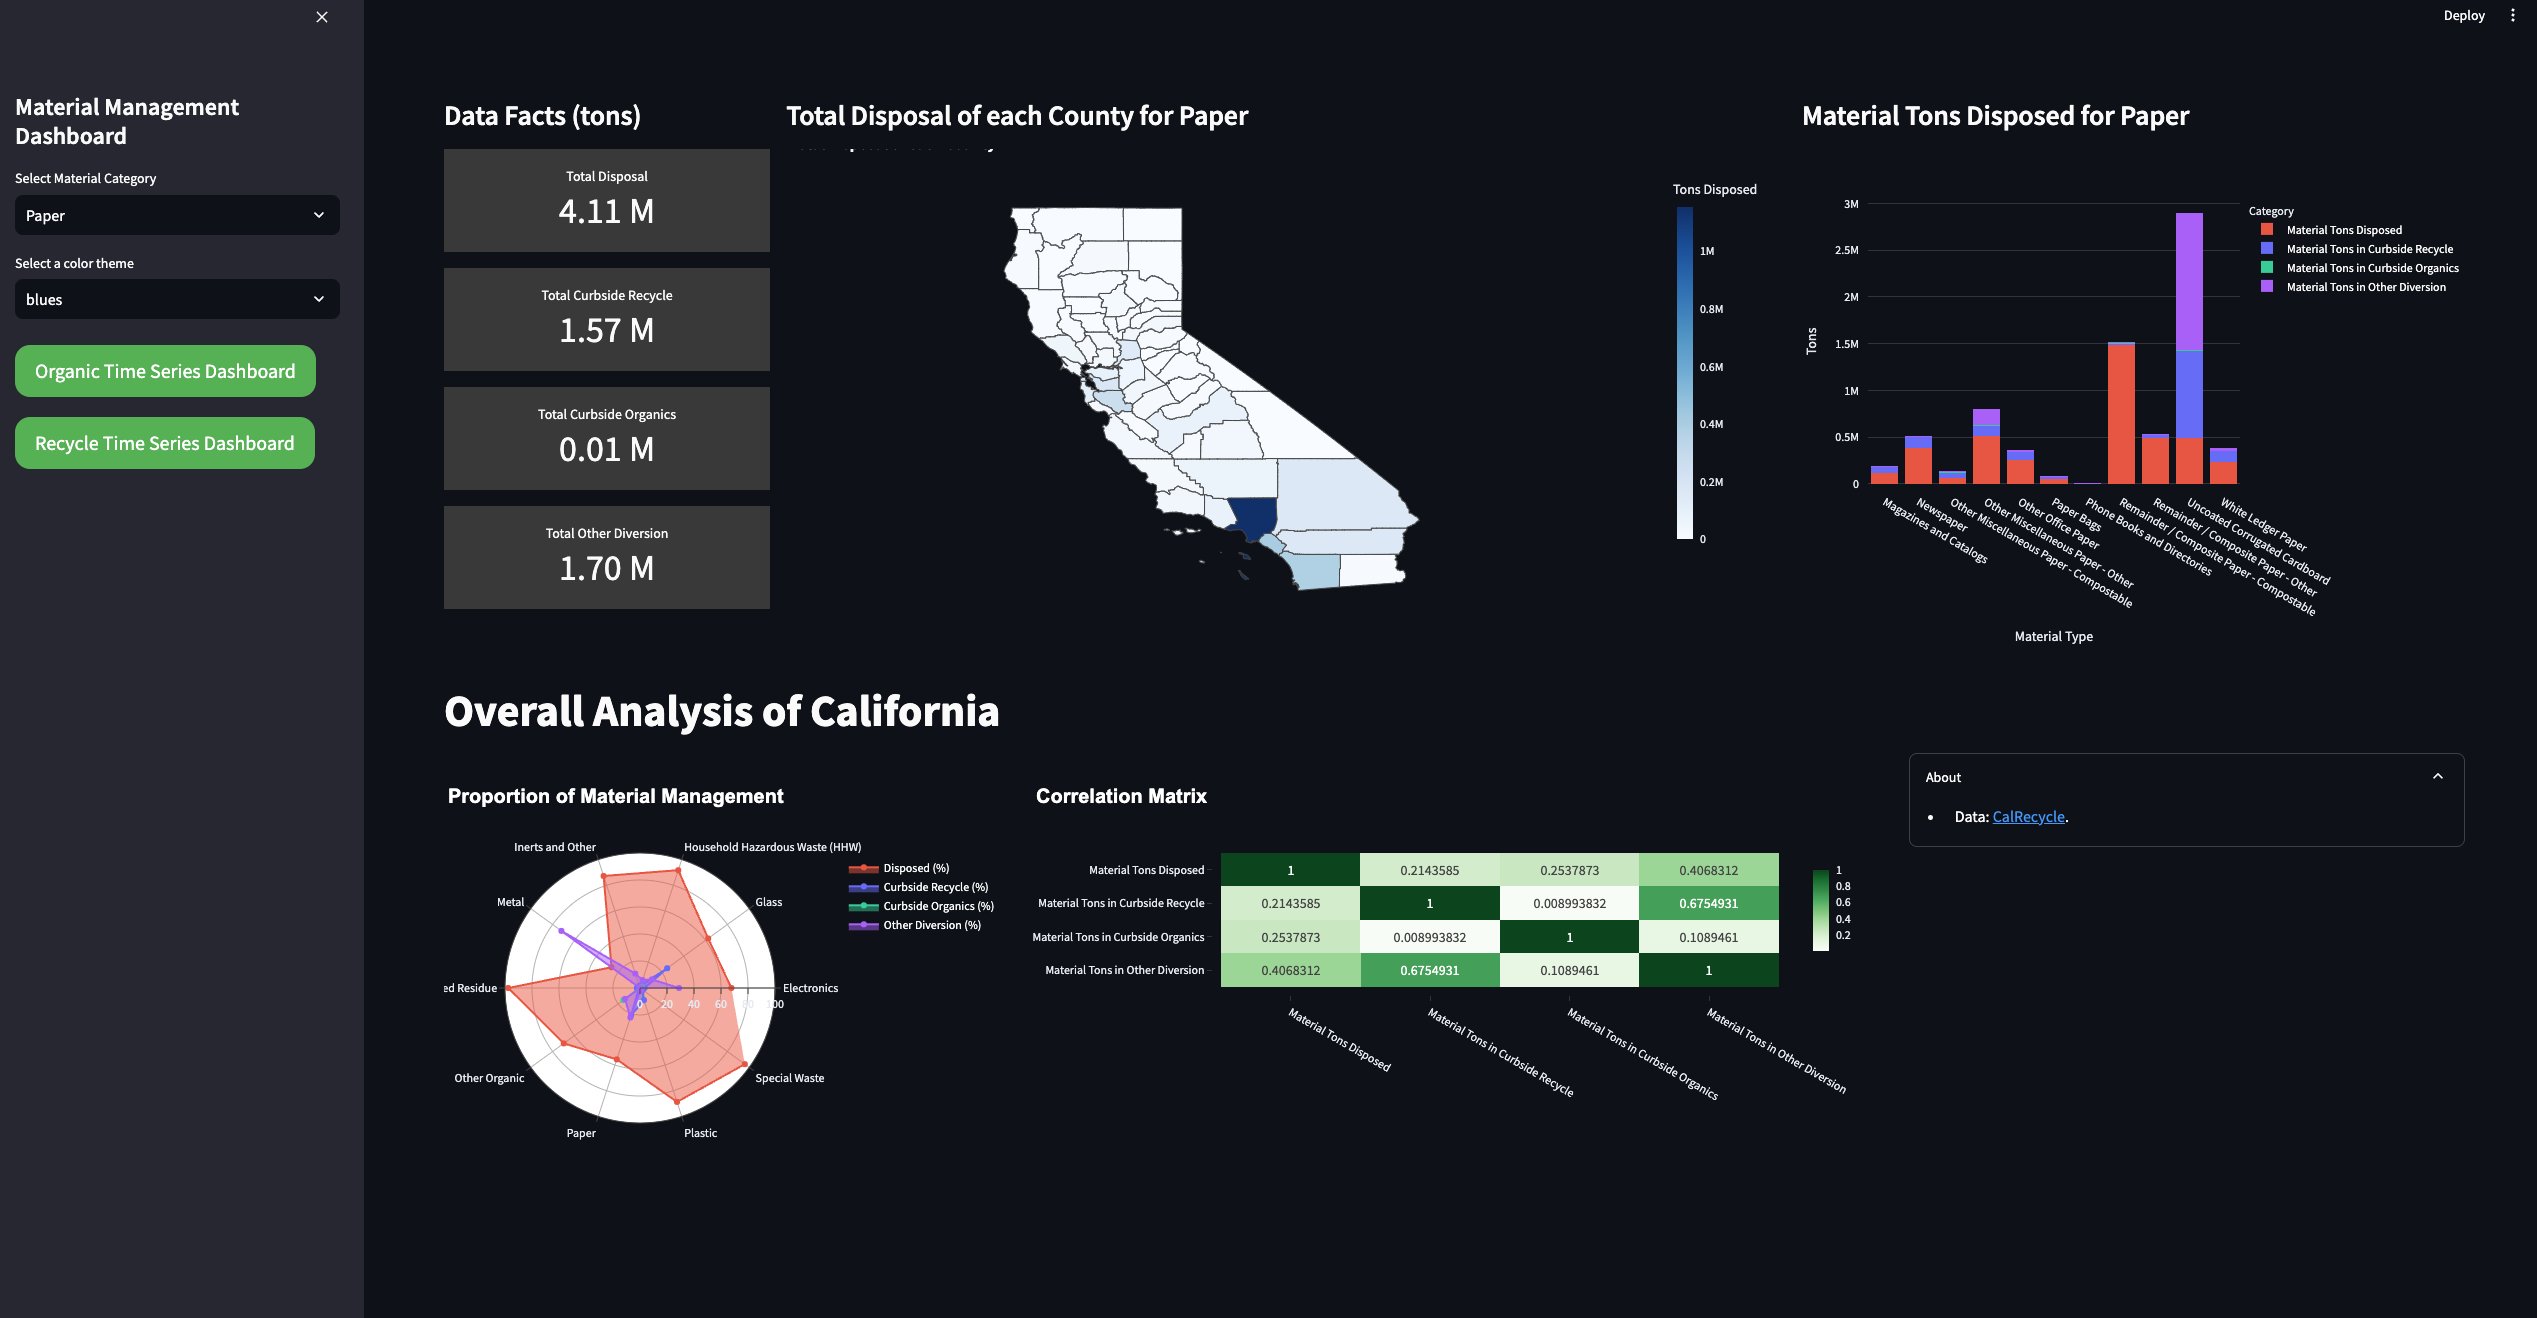 Deploy
Material Management
Dashboard
Select Material Category
Paper
Select a color theme
blues
Organic Time Series Dashboard
Recycle Time Series Dashboard
Data Facts (tons)
Total Disposal
4.11 M
Total Curbside Recycle
1.57 M
Total Curbside Organics
0.01 M
Total Other Diversion
1.70 M
Total Disposal of each County for Paper
Tons Disposed
1M
0.8M
0.6M
0.4M
0.2M
0
Material Tons Disposed for Paper
3M
2.5M
2M
1.5M
1M
0.5M
0
Tons
Category
Material Tons Disposed
Material Tons in Curbside Recycle
Material Tons in Curbside Organics
Material Tons in Other Diversion
Magazines and Catalogs
Newspaper
Other Miscellaneous Paper - Compostable
Other Miscellaneous Paper - Other
Other Office Paper
Paper Bags
Phone Books and Directories
Remainder / Composite Paper - Compostable
Remainder / Composite Paper - Other
Uncoated Corrugated Cardboard
White Ledger Paper
Material Type
Overall Analysis of California
Proportion of Material Management
Inerts and Other
Household Hazardous Waste (HHW)
Metal
Glass
ed Residue
Electronics
0 20 40 60 80 100
Other Organic
Special Waste
Paper
Plastic
Disposed (%)
Curbside Recycle (%)
Curbside Organics (%)
Other Diversion (%)
Correlation Matrix
Material Tons Disposed 1 0.2143585 0.2537873 0.4068312
Material Tons in Curbside Recycle 0.2143585 1 0.008993832 0.6754931
Material Tons in Curbside Organics 0.2537873 0.008993832 1 0.1089461
Material Tons in Other Diversion 0.4068312 0.6754931 0.1089461 1
Material Tons Disposed
Material Tons in Curbside Recycle
Material Tons in Curbside Organics
Material Tons in Other Diversion
1
0.8
0.6
0.4
0.2
About
• Data: CalRecycle.